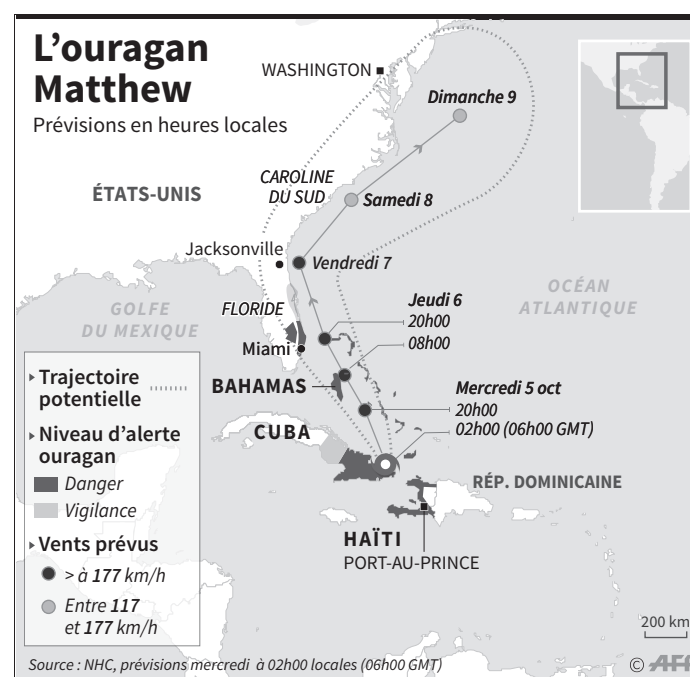 L'ouragan
Matthew
Prévisions en heures locales
WASHINGTON
Dimanche 9
CAROLINE
DU SUD
Samedi 8
ÉTATS-UNIS
Jacksonville
Vendredi 7
OCÉAN
ATLANTIQUE
Jeudi 6
20h00
08h00
GOLFE
DU MEXIQUE
FLORIDE
Miami
BAHAMAS
Mercredi 5 oct
20h00
02h00 (06h00 GMT)
CUBA
RÉP. DOMINICAINE
HAÏTI
PORT-AU-PRINCE
Trajectoire
potentielle
Niveau d'alerte
ouragan
Danger
Vigilance
Vents prévus
> à 177 km/h
Entre 117
et 177 km/h
200 km
Source : NHC, prévisions mercredi à 02h00 locales (06h00 GMT)
© AFP